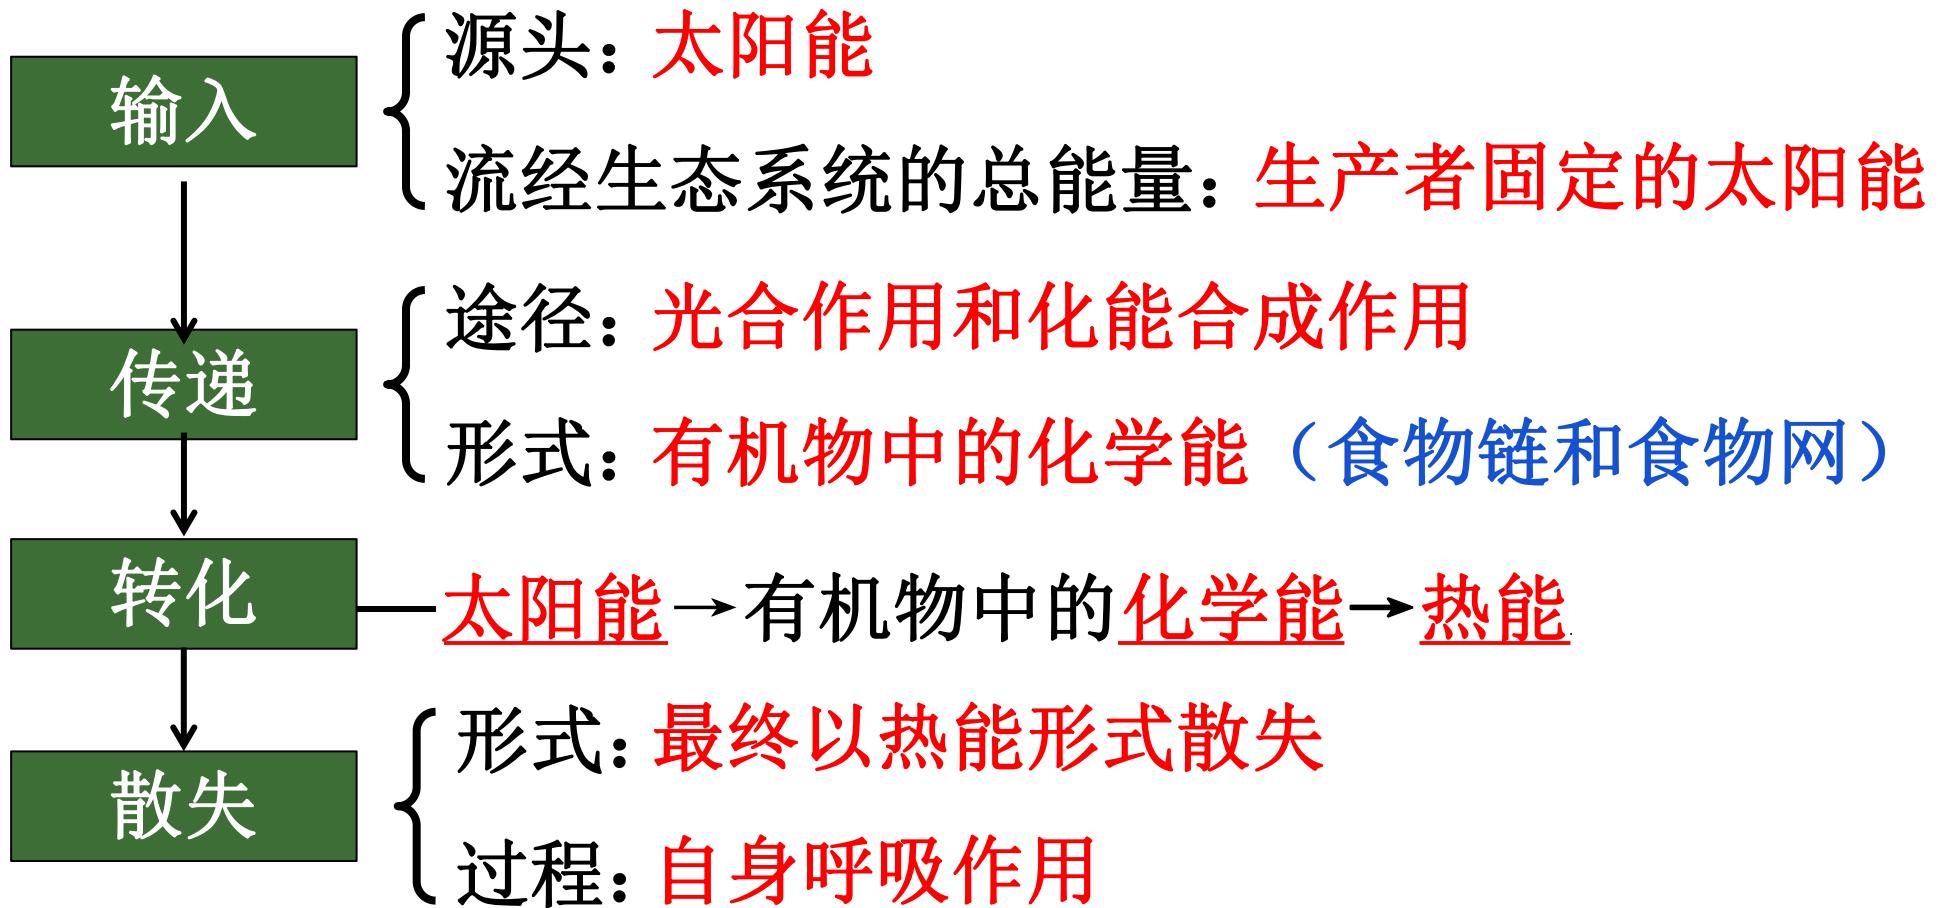 源头：太阳能
输入
流经生态系统的总能量：生产者固定的太阳能
途径：光合作用和化能合成作用
传递
形式：有机物中的化学能（食物链和食物网）
转化
太阳能→有机物中的化学能→热能
形式：最终以热能形式散失
散失
过程：自身呼吸作用